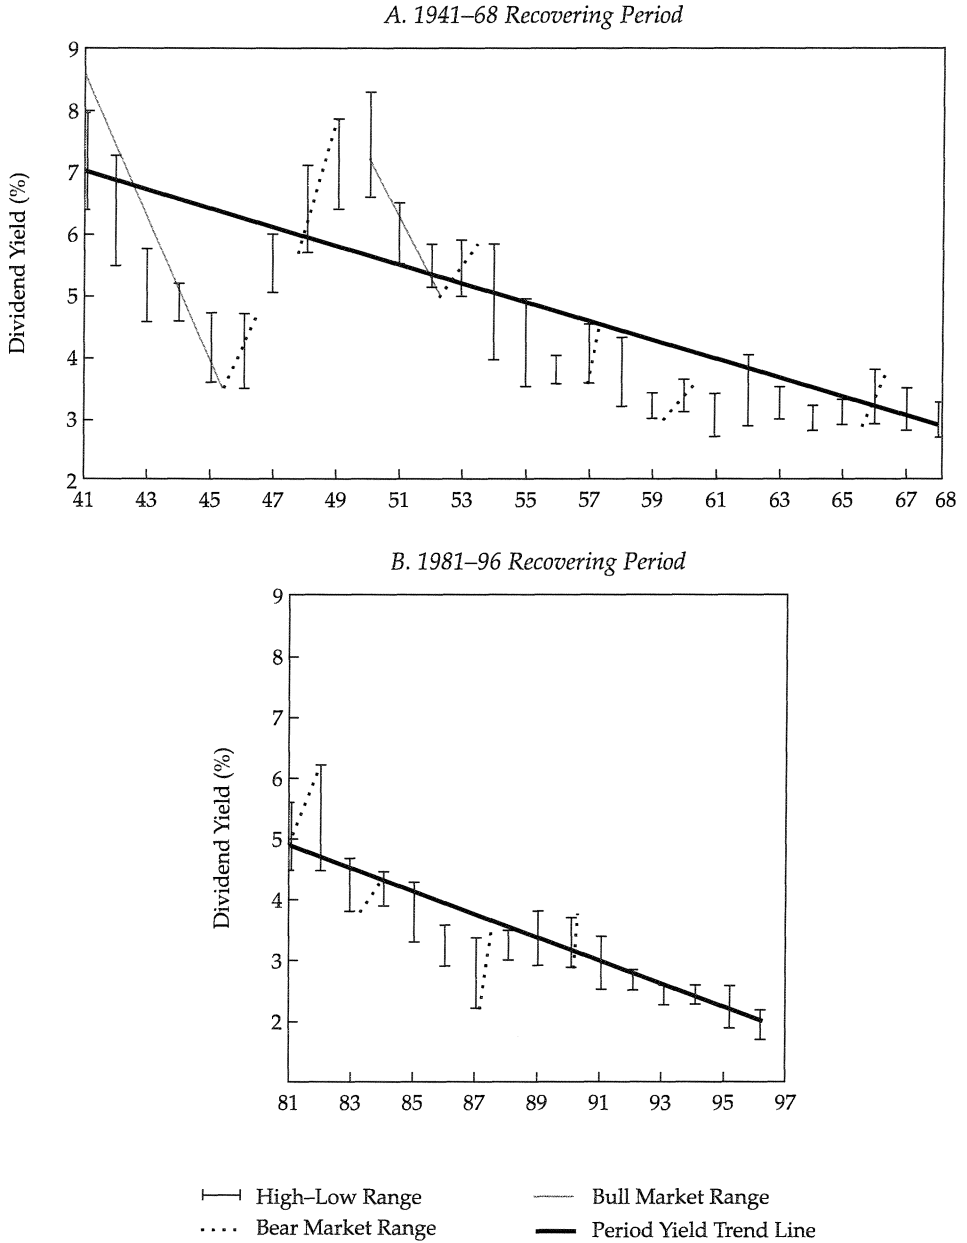 A. 1941–68 Recovering Period
9
8
7
6
5
4
3
2
Dividend Yield (%)
41 43 45 47 49 51 53 55 57 59 61 63 65 67 68
B. 1981–96 Recovering Period
9
8
7
6
5
4
3
2
Dividend Yield (%)
81 83 85 87 89 91 93 95 97
High–Low Range
Bull Market Range
Bear Market Range
Period Yield Trend Line